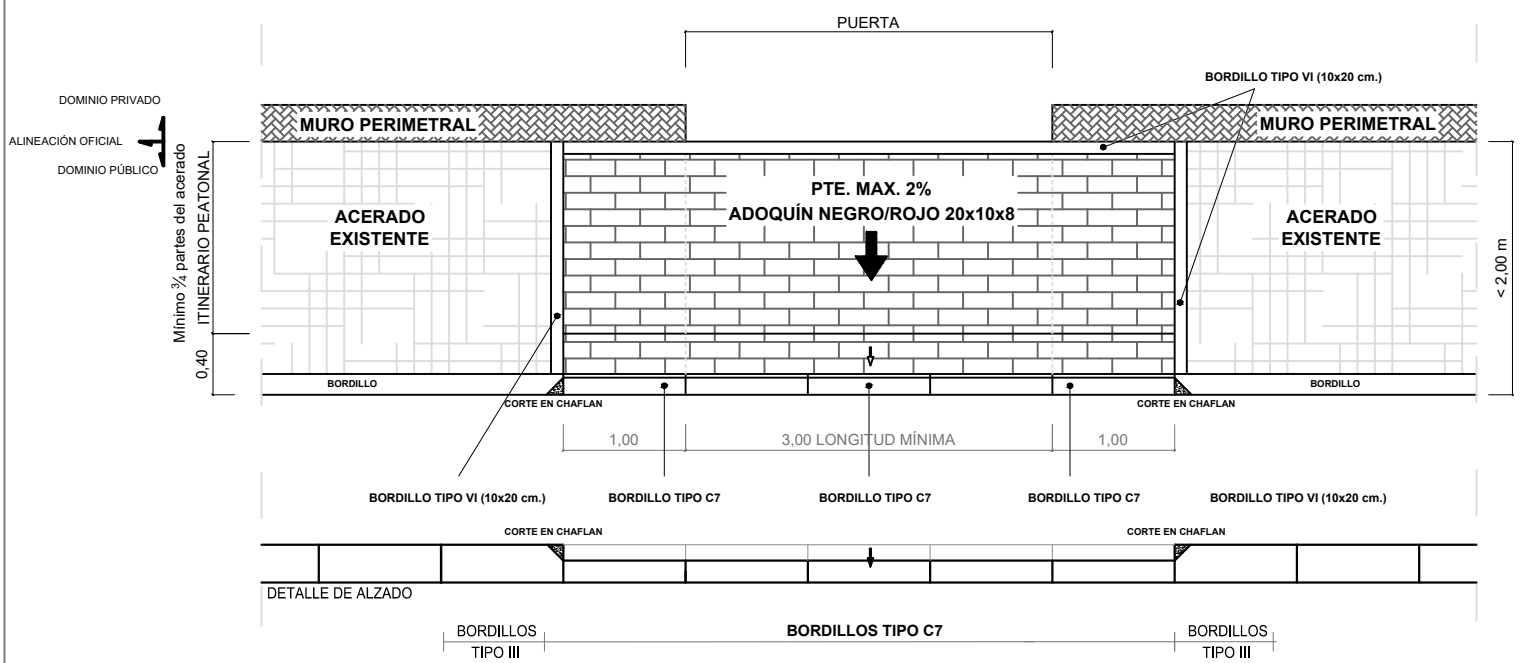 PUERTA
BORDILLO TIPO VI (10x20 cm.)
DOMINIO PRIVADO
ALINEACIÓN OFICIAL
DOMINIO PÚBLICO
MURO PERIMETRAL
MURO PERIMETRAL
Mínimo 3/4 partes del acerado
ITINERARIO PEATONAL
0,40
ACERADO
EXISTENTE
PTE. MAX. 2%
ADOQUÍN NEGRO/ROJO 20x10x8
ACERADO
EXISTENTE
< 2,00 m
BORDILLO
BORDILLO
CORTE EN CHAFLAN
CORTE EN CHAFLAN
1,00
3,00 LONGITUD MÍNIMA
1,00
BORDILLO TIPO VI (10x20 cm.)
BORDILLO TIPO C7
BORDILLO TIPO C7
BORDILLO TIPO C7
BORDILLO TIPO VI (10x20 cm.)
CORTE EN CHAFLAN
CORTE EN CHAFLAN
DETALLE DE ALZADO
BORDILLOS
TIPO III
BORDILLOS TIPO C7
BORDILLOS
TIPO III